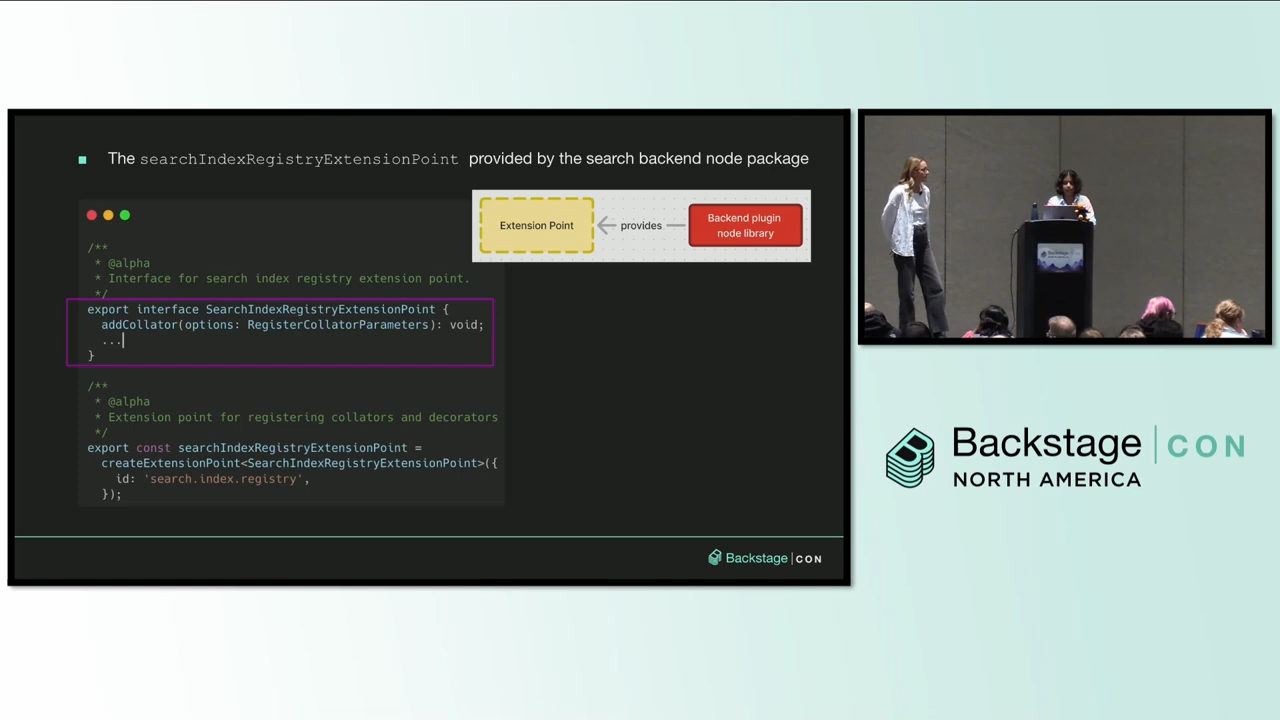 The searchIndexRegistryExtensionPoint provided by the search backend node package
Extension Point
provides
Backend plugin
node library
/**
* @alpha
* Interface for search index registry extension point.
*/
export interface SearchIndexRegistryExtensionPoint {
addCollator(options: RegisterCollatorParameters): void;
...
}
/**
* @alpha
* Extension point for registering collators and decorators
*/
export const searchIndexRegistryExtensionPoint =
createExtensionPoint<SearchIndexRegistryExtensionPoint>({
id: 'search.index.registry',
});
Backstage | CON
Backstage | CON
NORTH AMERICA